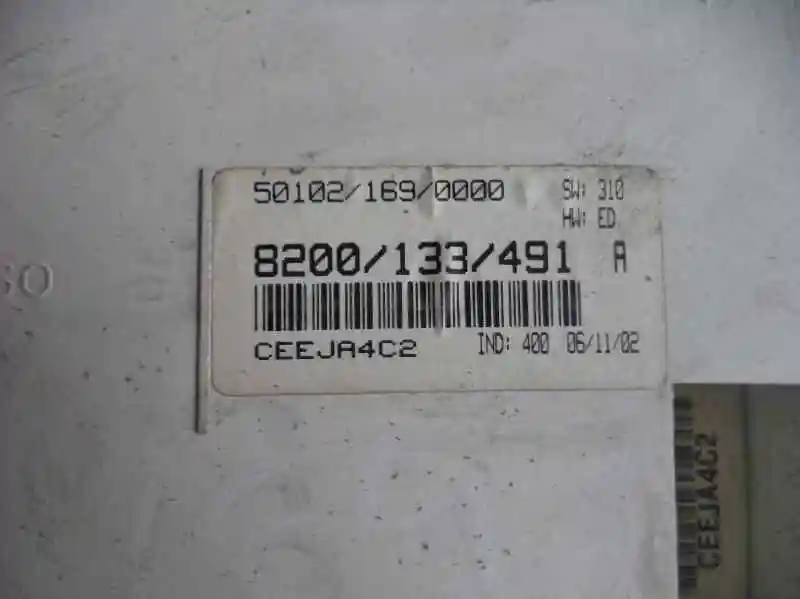 50102/169/0000
SW: 310
HW: ED
8200/133/491 A
CEEJA4C2
IND: 400 06/11/02
CEEJA4C2